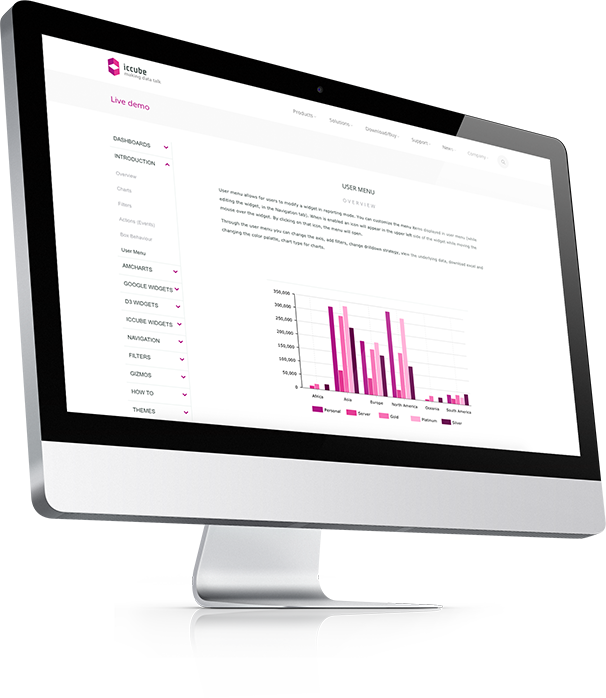 iccube
making data talk
Live demo
Products
Solutions
Download/Buy
Support
News
Company
DASHBOARDS
INTRODUCTION
Overview
Charts
Filters
Actions (Events)
Box Behaviour
User Menu
AMCHARTS
GOOGLE WIDGETS
D3 WIDGETS
ICCUBE WIDGETS
NAVIGATION
FILTERS
GIZMOS
HOW TO
THEMES
USER MENU
OVERVIEW
User menu allows for users to modify a widget in reporting mode. You can customize the menu items displayed in user menu (while
editing the widget, in the Navigation tab). When is enabled an icon will appear in the upper left side of the widget while moving the
mouse over the widget. By clicking on that icon, the menu will open.
Through the user menu you can change the axis, add filters, change drilldown strategy, view the underlying data, download excel and
changing the color palette, chart type for charts.
350,000
300,000
250,000
200,000
150,000
100,000
50,000
0
Africa
Asia
Europe
North America
Oceania
South America
Personal
Server
Gold
Platinum
Silver